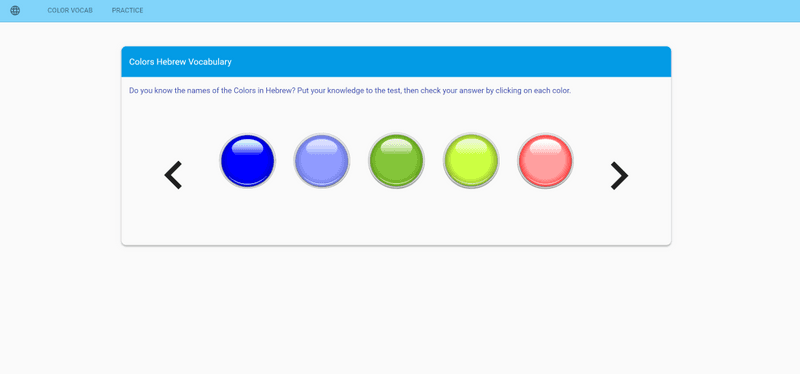 COLOR VOCAB PRACTICE
Colors Hebrew Vocabulary
Do you know the names of the Colors in Hebrew? Put your knowledge to the test, then check your answer by clicking on each color.